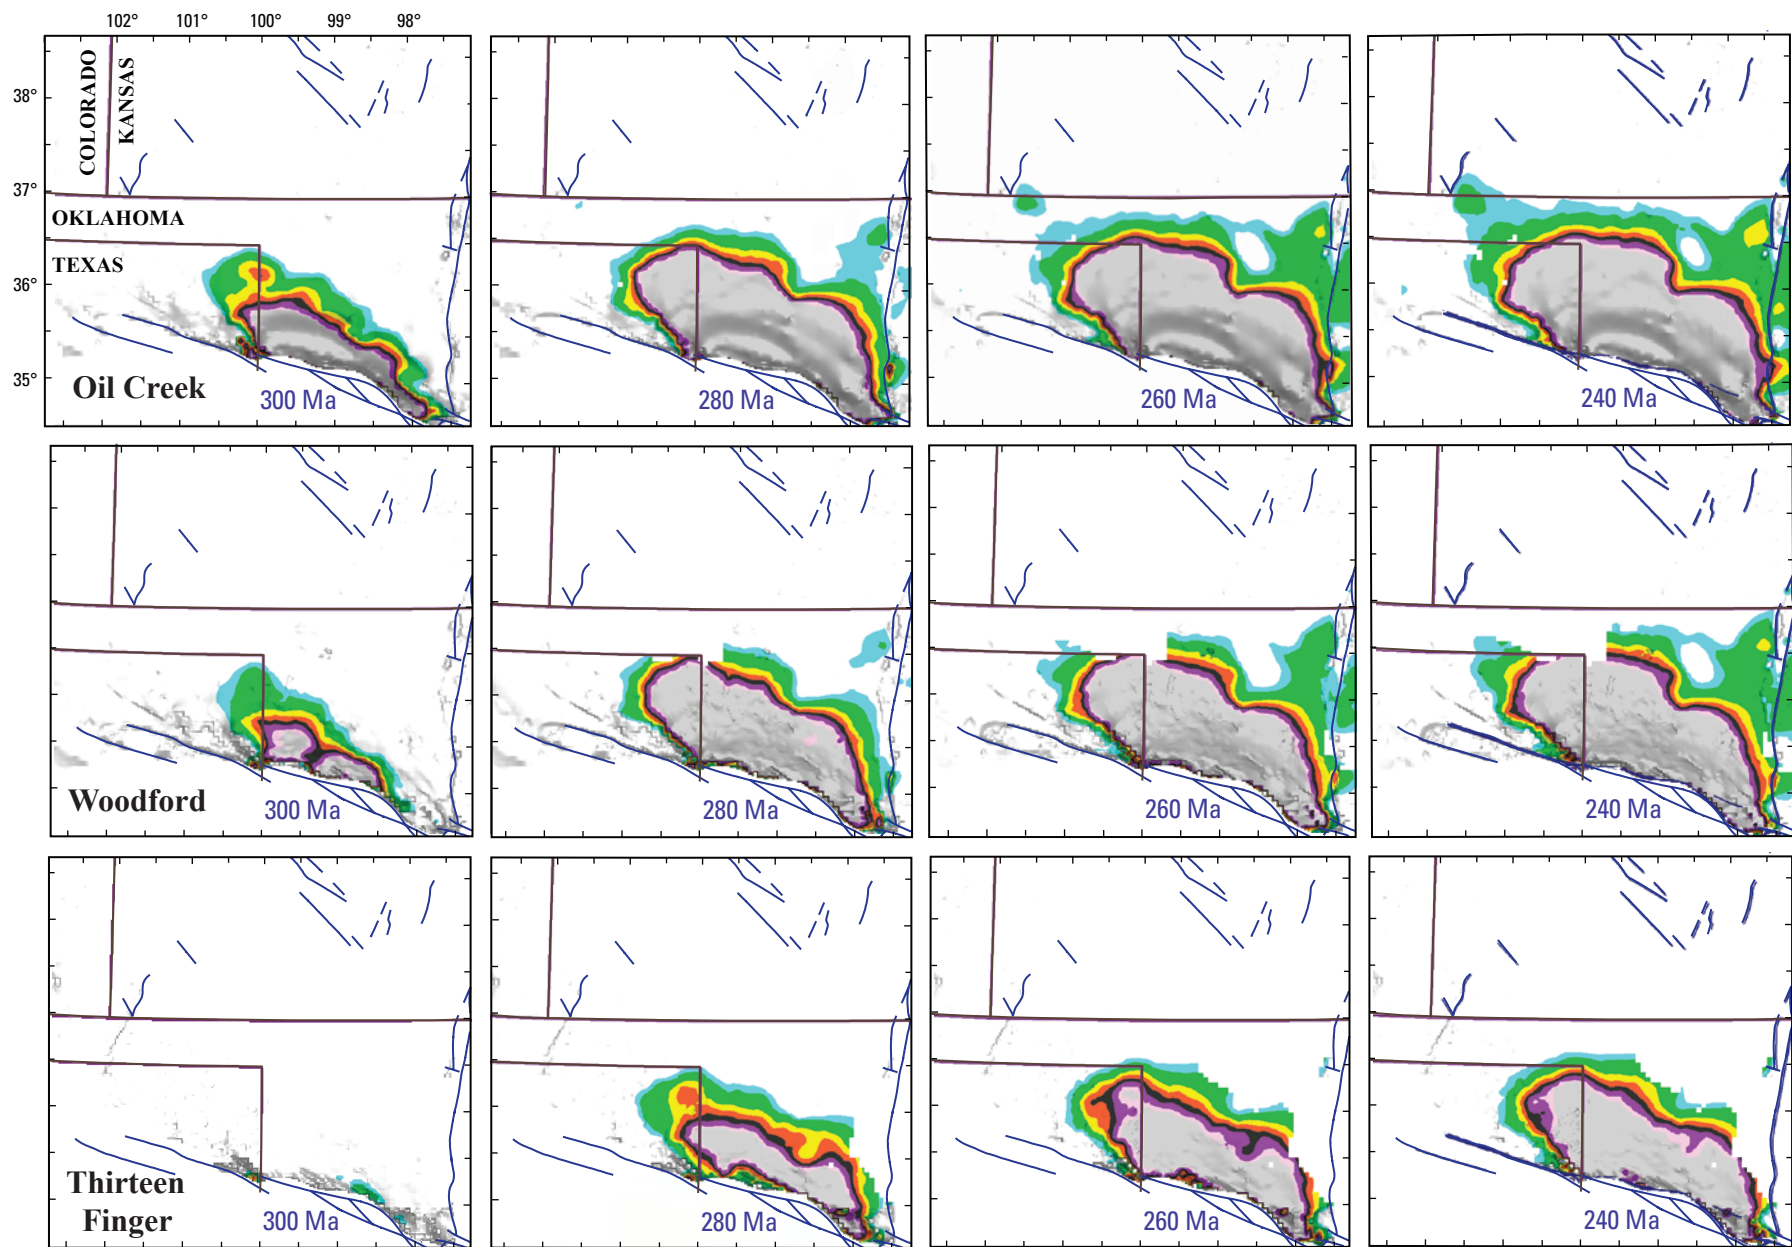 102° 101° 100° 99° 98°
COLORADO
KANSAS
38°
37°
OKLAHOMA
TEXAS
36°
35°
Oil Creek
300 Ma
280 Ma
260 Ma
240 Ma
Woodford
300 Ma
280 Ma
260 Ma
240 Ma
Thirteen
Finger
300 Ma
280 Ma
260 Ma
240 Ma